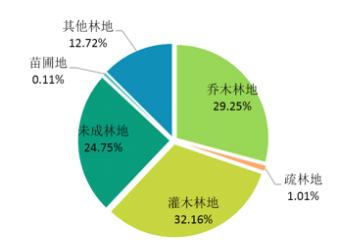 其他林地
12.72%
苗圃地
0.11%
乔木林地
29.25%
未成林地
24.75%
疏林地
1.01%
灌木林地
32.16%